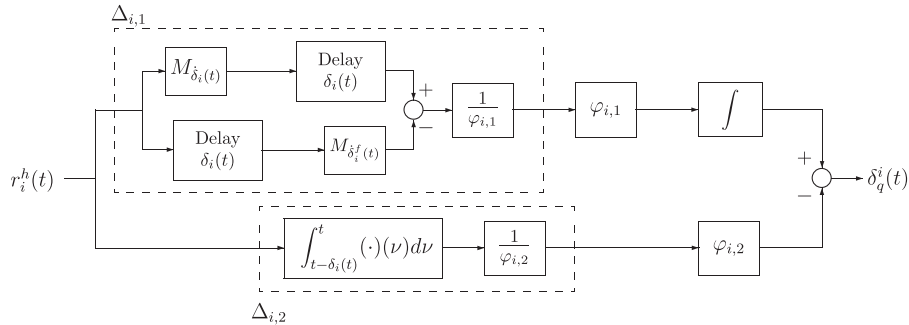 Δ_{i,1}
M_{\dot{δ}_i(t)}
Delay
δ_i(t)
+
−
1
φ_{i,1}
φ_{i,1}
∫
Delay
δ_i(t)
M_{\dot{δ}_i^f(t)}
r_i^h(t)
+
−
δ_q^i(t)
∫_{t−δ_i(t)}^{t} (·)(ν)dν
1
φ_{i,2}
φ_{i,2}
Δ_{i,2}